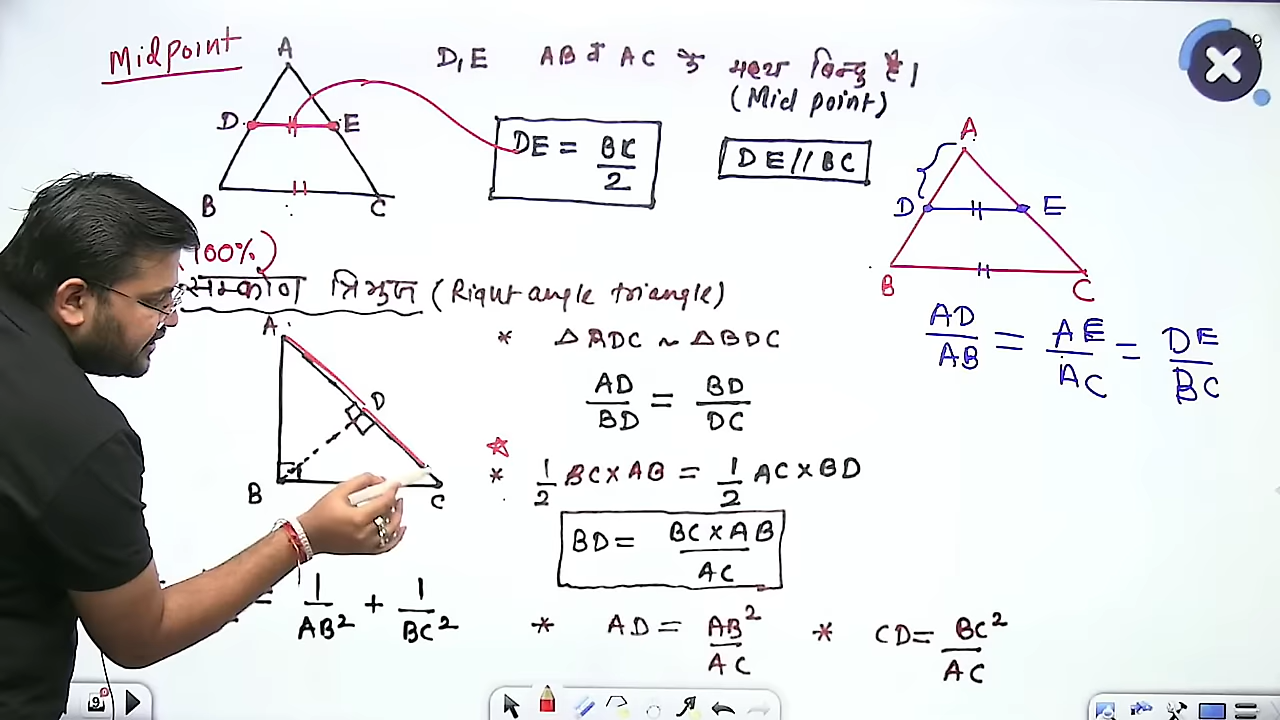 Midpoint
D, E AB व AC के मध्य बिन्दु है।
(Mid point)
A
D E
B C
DE = BC/2
DE//BC
A
D E
B C
AD/AB = AE/AC = DE/BC
(100%)
समकोण त्रिभुज (Right angle triangle)
A
D
B C
* △ADC ~ △BDC
AD/BD = BD/DC
* 1/2 BC×AB = 1/2 AC×BD
BD = BC×AB/AC
= 1/AB² + 1/BC²
* AD = AB²/AC * CD = BC²/AC
9
9